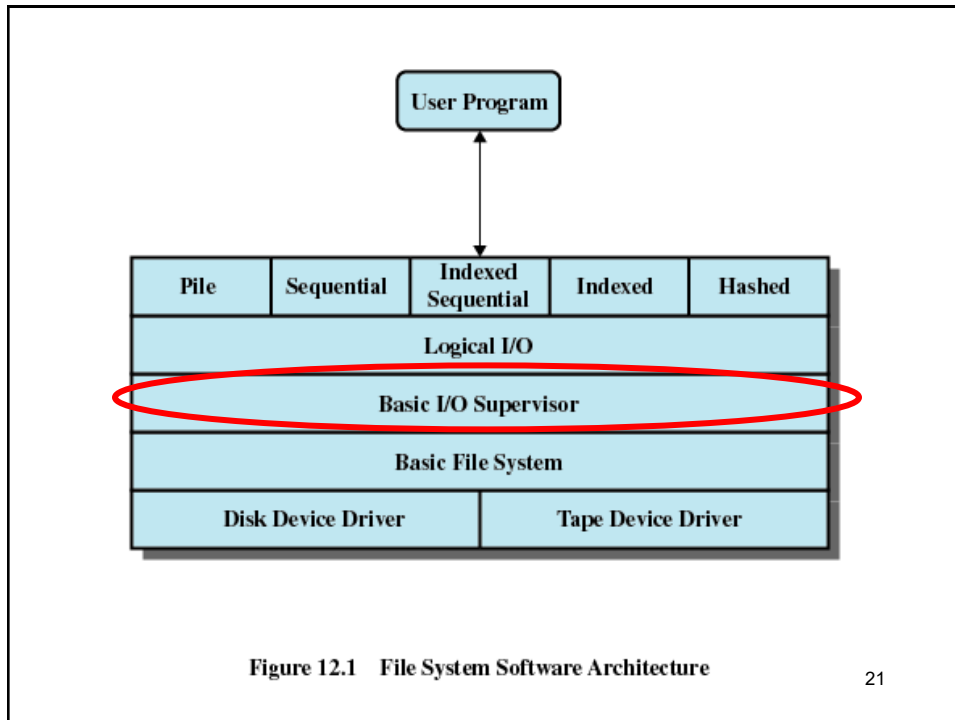 User Program
Pile
Sequential
Indexed
Sequential
Indexed
Hashed
Logical I/O
Basic I/O Supervisor
Basic File System
Disk Device Driver
Tape Device Driver
Figure 12.1 File System Software Architecture
21